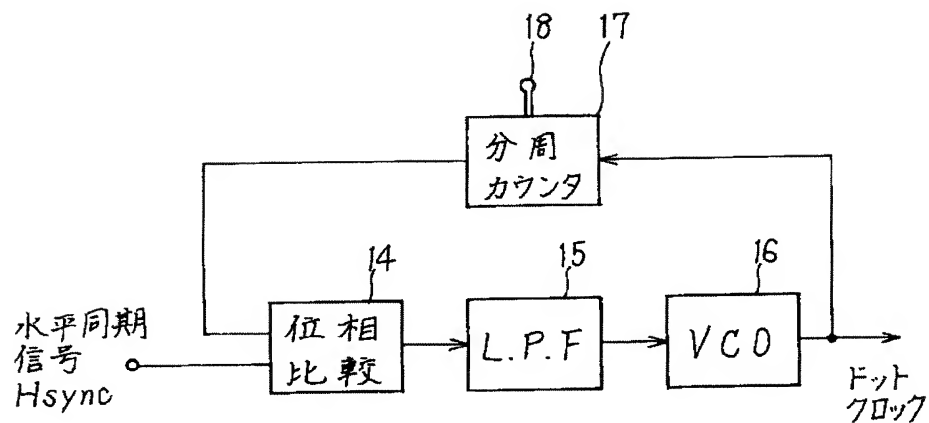 18
17
分周
カウンタ
14
15
16
水平同期
信号
Hsync
位相
比較
L.P.F
VCO
ドット
クロック